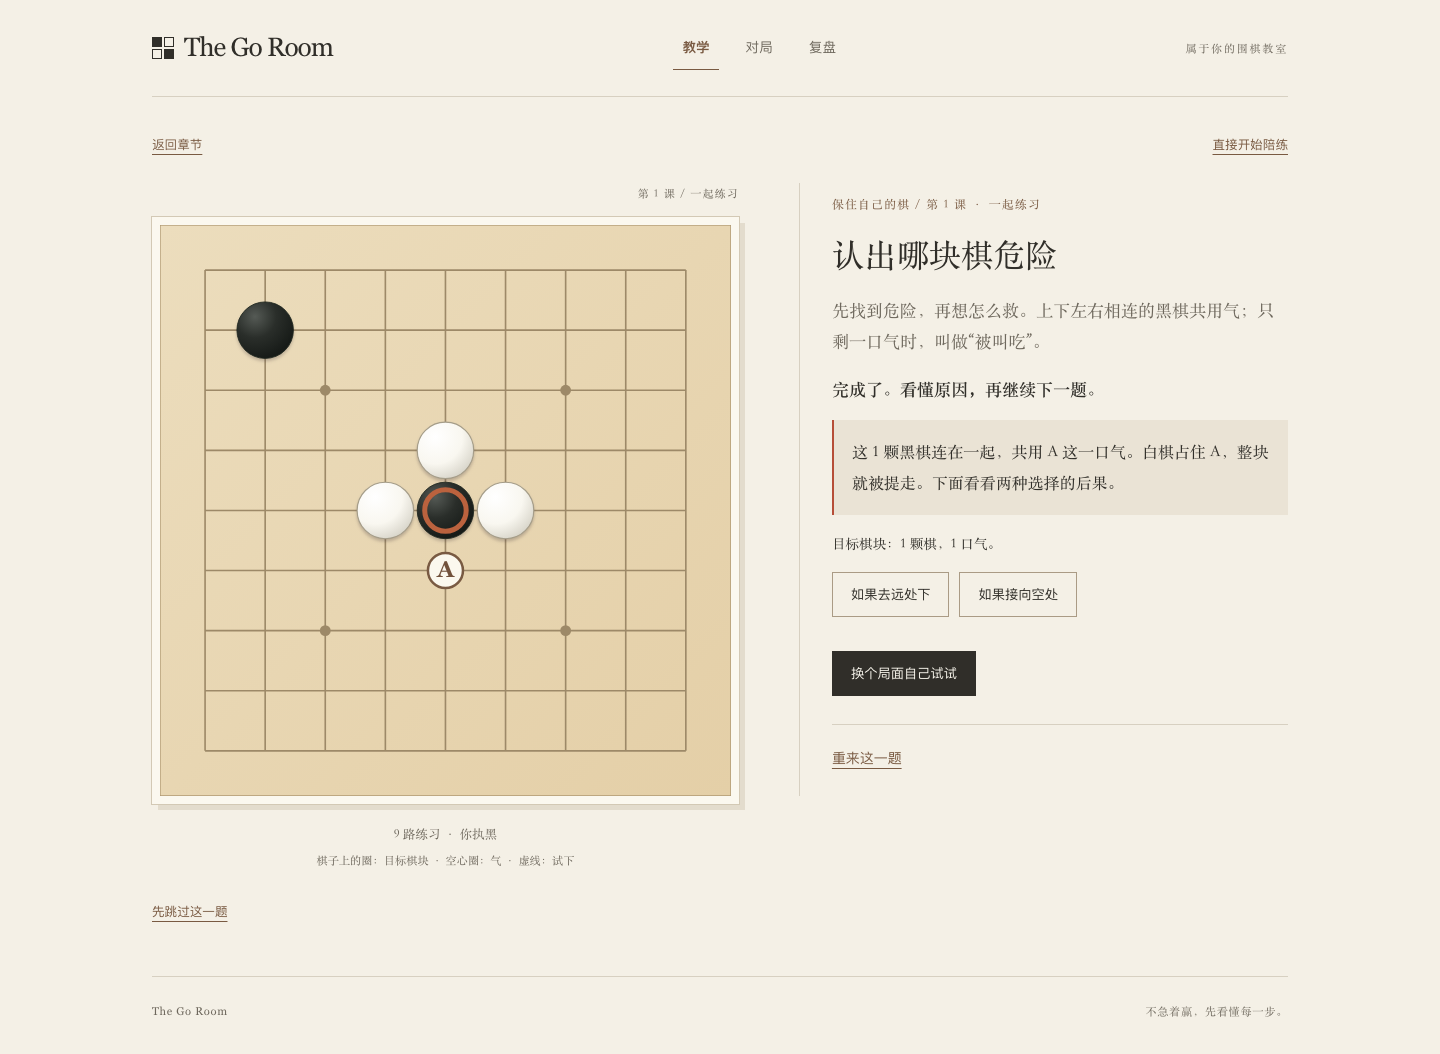 The Go Room
教学
对局
复盘
属于你的围棋教室
返回章节
直接开始陪练
第 1 课 / 一起练习
A
9 路练习 · 你执黑
棋子上的圈：目标棋块 · 空心圈：气 · 虚线：试下
保住自己的棋 / 第 1 课 · 一起练习
认出哪块棋危险
先找到危险，再想怎么救。上下左右相连的黑棋共用气；只
剩一口气时，叫做“被叫吃”。
完成了。看懂原因，再继续下一题。
这 1 颗黑棋连在一起，共用 A 这一口气。白棋占住 A，整块
就被提走。下面看看两种选择的后果。
目标棋块：1 颗棋，1 口气。
如果去远处下
如果接向空处
换个局面自己试试
重来这一题
先跳过这一题
The Go Room
不急着赢，先看懂每一步。